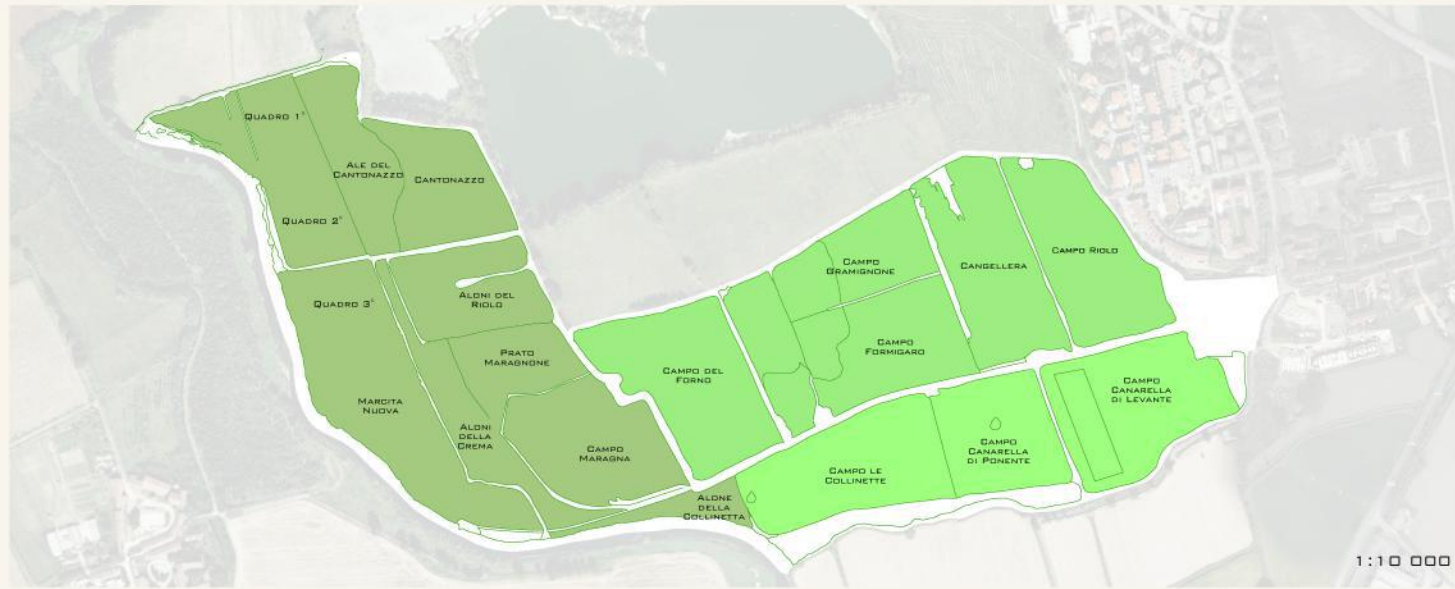 QUADRO 1°
ALE DEL
CANTONAZZO
CANTONAZZO
QUADRO 2°
QUADRO 3°
ALONI DEL
RIOLO
PRATO
MARAGNONE
MARCITA
NUOVA
ALONI
DELLA
CREMA
CAMPO
MARAGNA
ALONE
DELLA
COLLINETTA
CAMPO DEL
FORNO
CAMPO
GRAMIGNONE
CAMPO
FORMIGARO
CANGELLERA
CAMPO RIOLO
CAMPO LE
COLLINETTE
CAMPO
CANARELLA
DI PONENTE
CAMPO
CANARELLA
DI LEVANTE
1:10 000